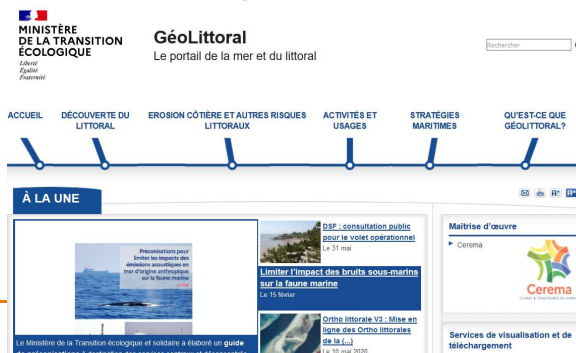 MINISTÈRE
DE LA TRANSITION
ÉCOLOGIQUE
Liberté
Égalité
Fraternité
GéoLittoral
Le portail de la mer et du littoral
Rechercher
ACCUEIL
DÉCOUVERTE DU
LITTORAL
EROSION CÔTIÈRE ET AUTRES RISQUES
LITTORAUX
ACTIVITÉS ET
USAGES
STRATÉGIES
MARITIMES
QU'EST-CE QUE
GÉOLITTORAL?
À LA UNE
Préconisations pour
limiter les impacts des
émissions acoustiques en
mer d'origine anthropique
sur la faune marine
Le Ministère de la Transition écologique et solidaire a élaboré un guide
DSF : consultation public
pour le volet opérationnel
Le 31 mai
Limiter l'impact des bruits sous-marins
sur la faune marine
Le 15 février
Ortho littorale V3 : Mise en
ligne des Ortho littorales
de la (...)
Le 10 mai 2020
Maîtrise d'œuvre
Cerema
Cerema
Services de visualisation et de
téléchargement